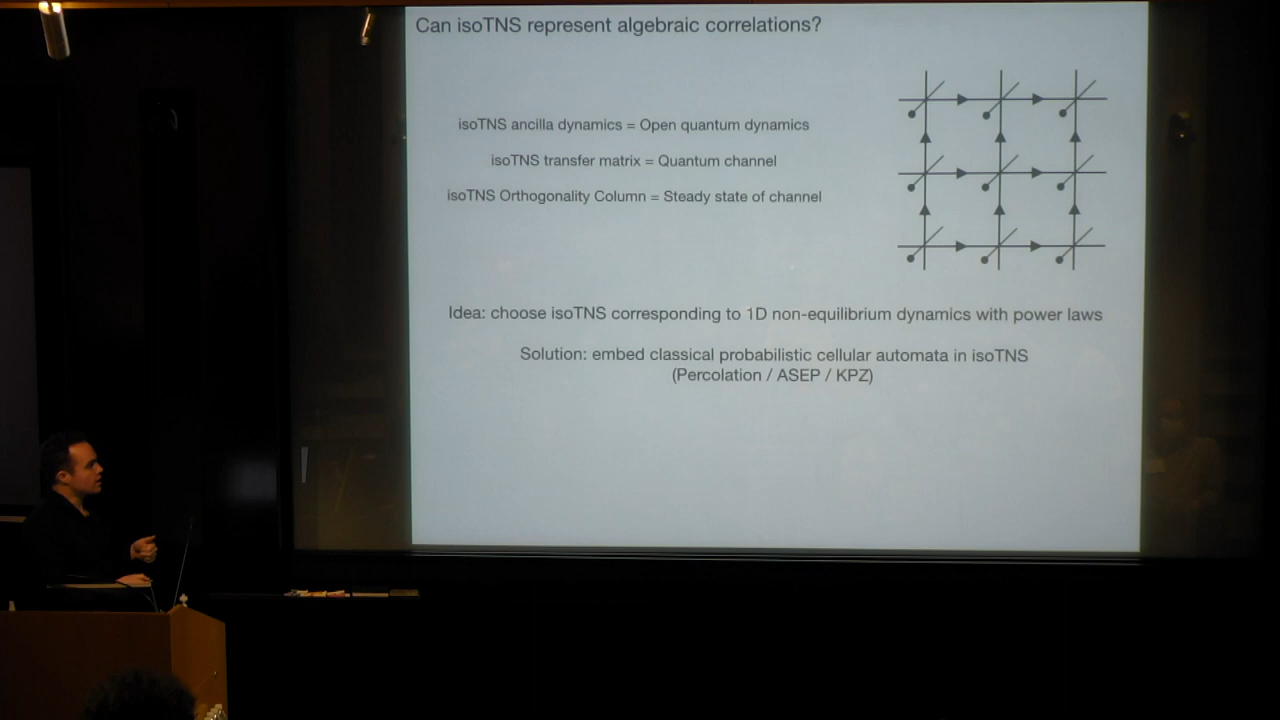 Can isoTNS represent algebraic correlations?
isoTNS ancilla dynamics = Open quantum dynamics
isoTNS transfer matrix = Quantum channel
isoTNS Orthogonality Column = Steady state of channel
Idea: choose isoTNS corresponding to 1D non-equilibrium dynamics with power laws
Solution: embed classical probabilistic cellular automata in isoTNS
(Percolation / ASEP / KPZ)